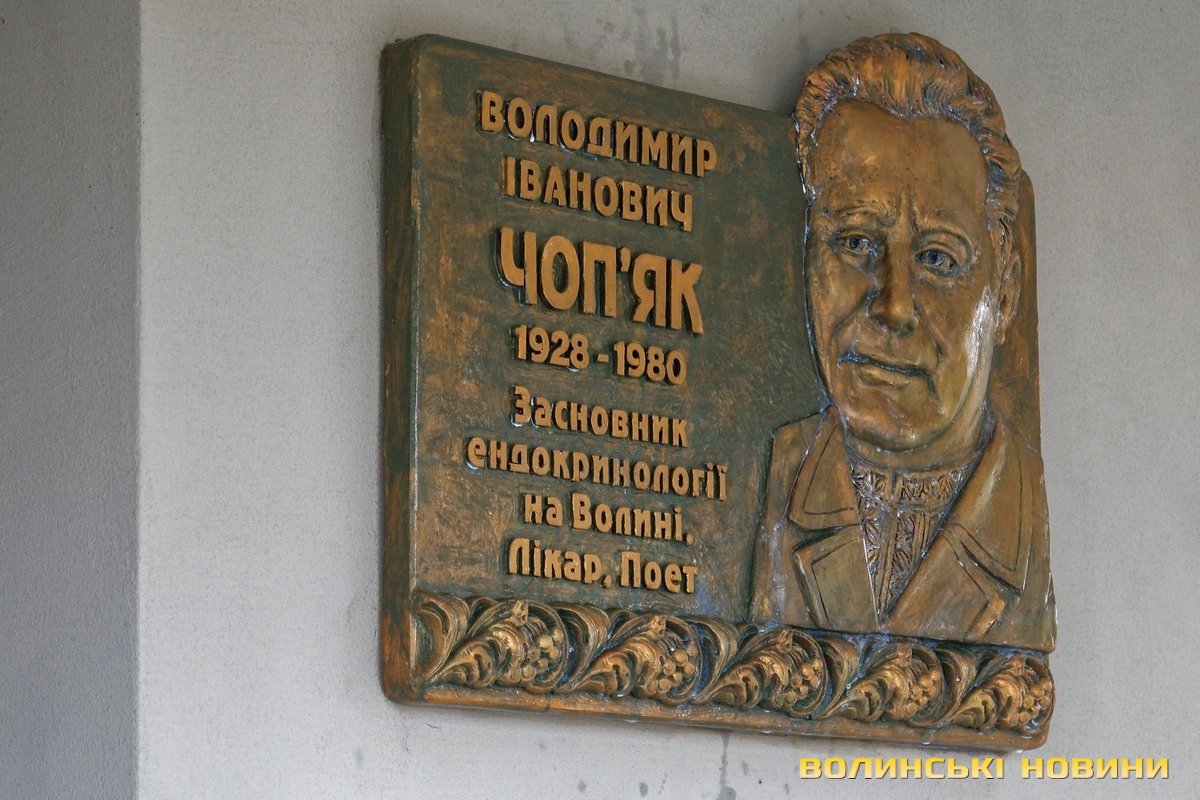 ВОЛОДИМИР
ІВАНОВИЧ
ЧОП'ЯК
1928-1980
Засновник
ендокринології
на Волині.
Лікар, Поет
ВОЛИНСЬКІ НОВИНИ